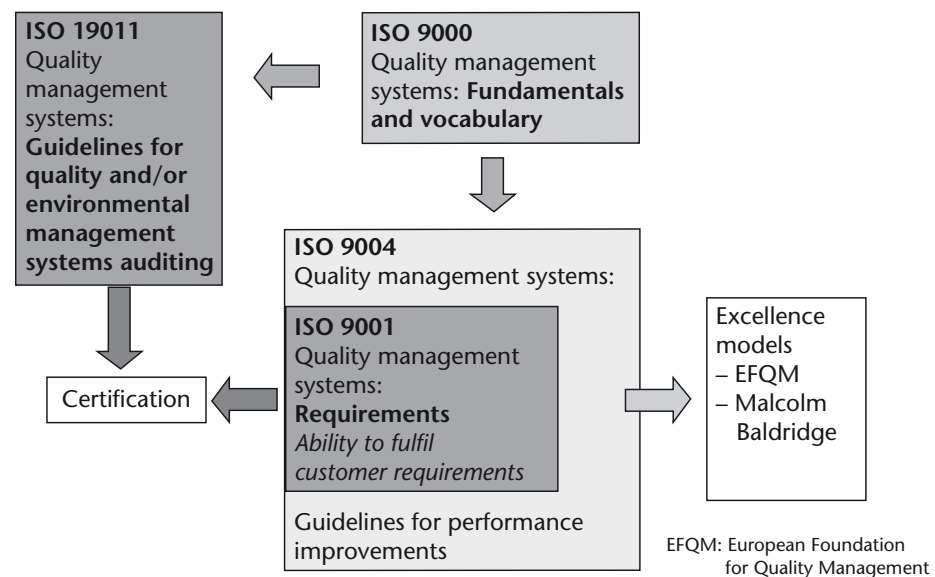 ISO 19011
Quality
management
systems:
Guidelines for
quality and/or
environmental
management
systems auditing
ISO 9000
Quality management
systems: Fundamentals
and vocabulary
ISO 9004
Quality management systems:
ISO 9001
Quality management
systems:
Requirements
Ability to fulfil
customer requirements
Guidelines for performance
improvements
Certification
Excellence
models
– EFQM
– Malcolm
Baldridge
EFQM: European Foundation
for Quality Management